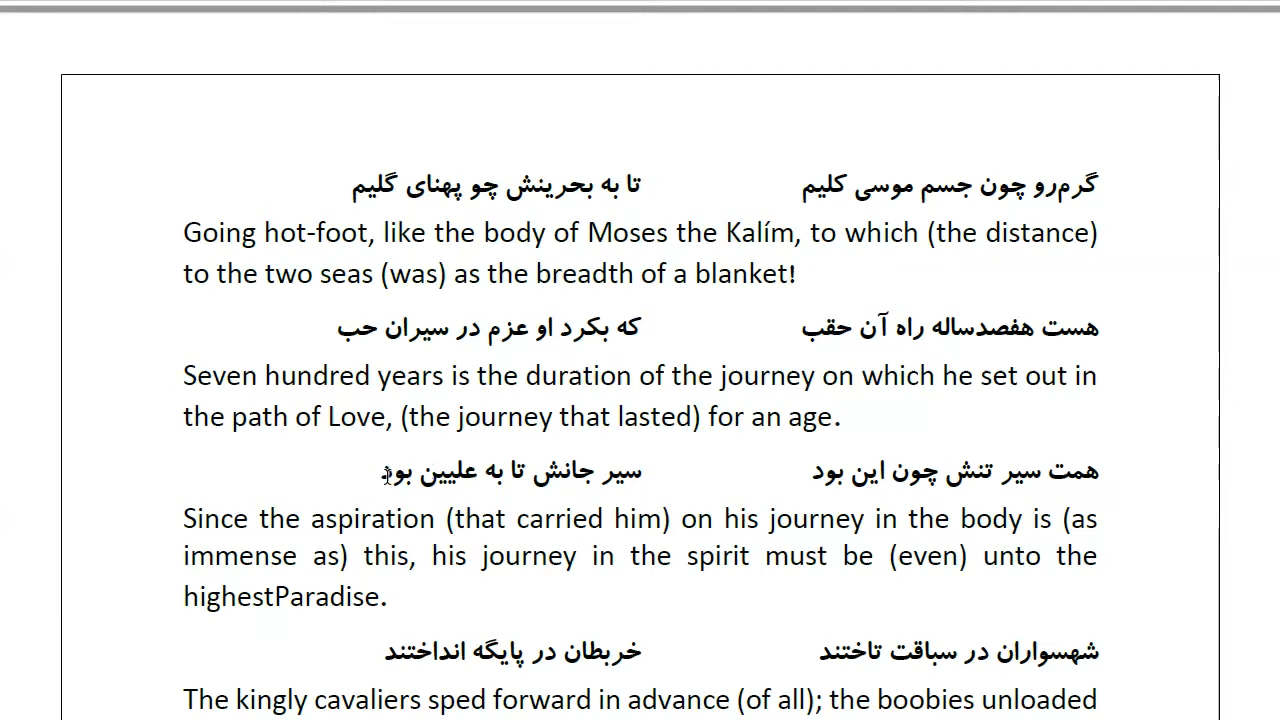 گرم‌رو چون جسم موسی کلیم تا به بحرینش چو پهنای گلیم
Going hot-foot, like the body of Moses the Kalím, to which (the distance)
to the two seas (was) as the breadth of a blanket!
هست هفصدساله راه آن حقب که بکرد او عزم در سیران حب
Seven hundred years is the duration of the journey on which he set out in
the path of Love, (the journey that lasted) for an age.
همت سیر تنش چون این بود سیر جانش تا به علیین بود
Since the aspiration (that carried him) on his journey in the body is (as
immense as) this, his journey in the spirit must be (even) unto the
highestParadise.
شهسواران در سباقت تاختند خربطان در پایگه انداختند
The kingly cavaliers sped forward in advance (of all); the boobies unloaded